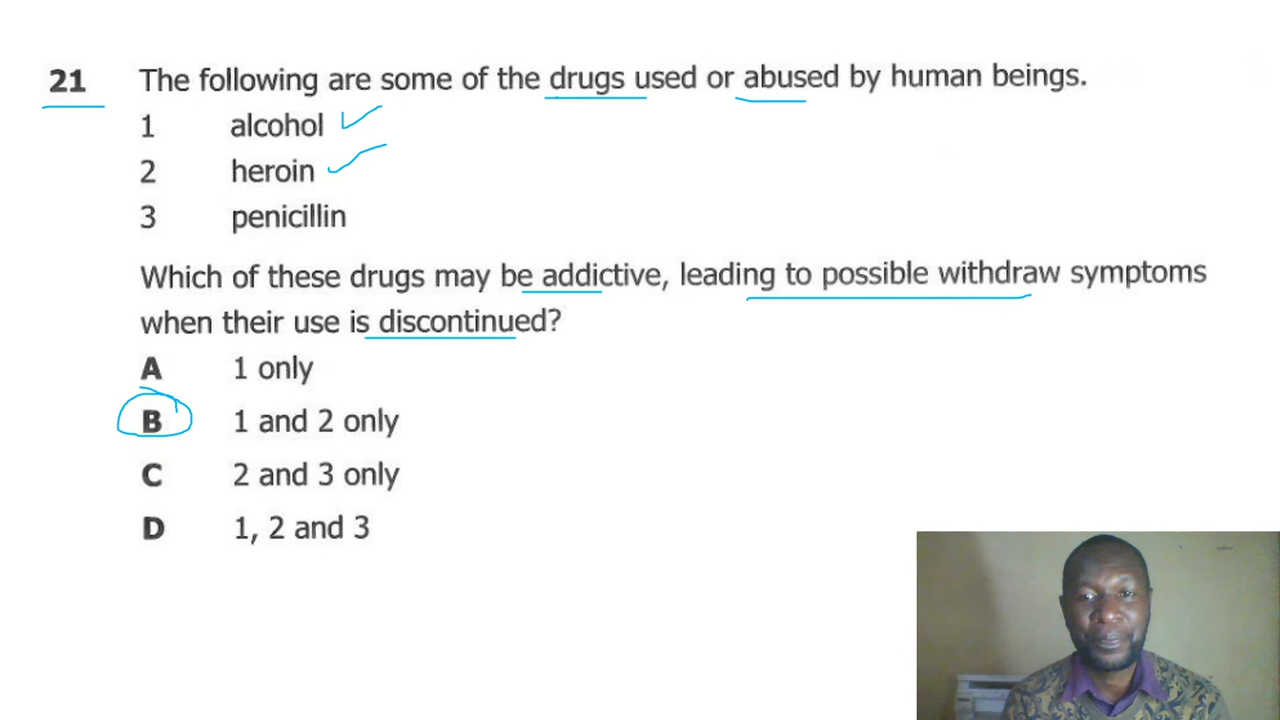 21 The following are some of the drugs used or abused by human beings.
1 alcohol
2 heroin
3 penicillin
Which of these drugs may be addictive, leading to possible withdraw symptoms
when their use is discontinued?
A 1 only
B 1 and 2 only
C 2 and 3 only
D 1, 2 and 3